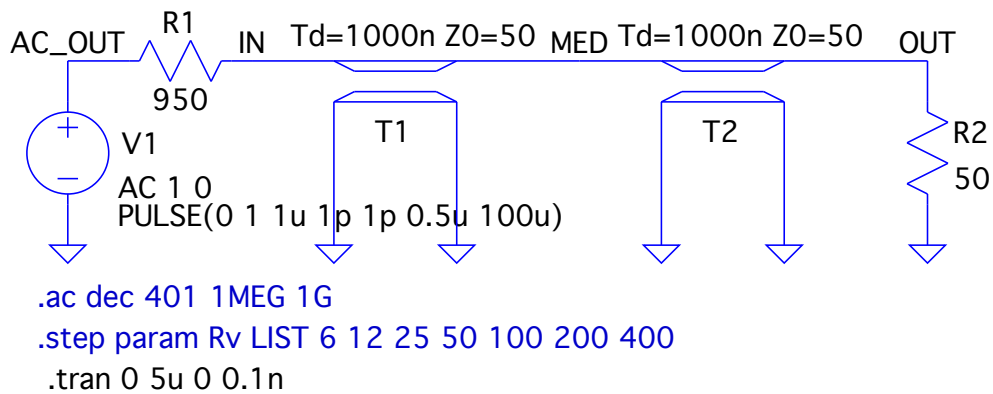 AC_OUT
R1
950
IN
Td=1000n Z0=50
MED
Td=1000n Z0=50
OUT
T1
T2
R2
50
V1
AC 1 0
PULSE(0 1 1u 1p 1p 0.5u 100u)
.ac dec 401 1MEG 1G
.step param Rv LIST 6 12 25 50 100 200 400
.tran 0 5u 0 0.1n